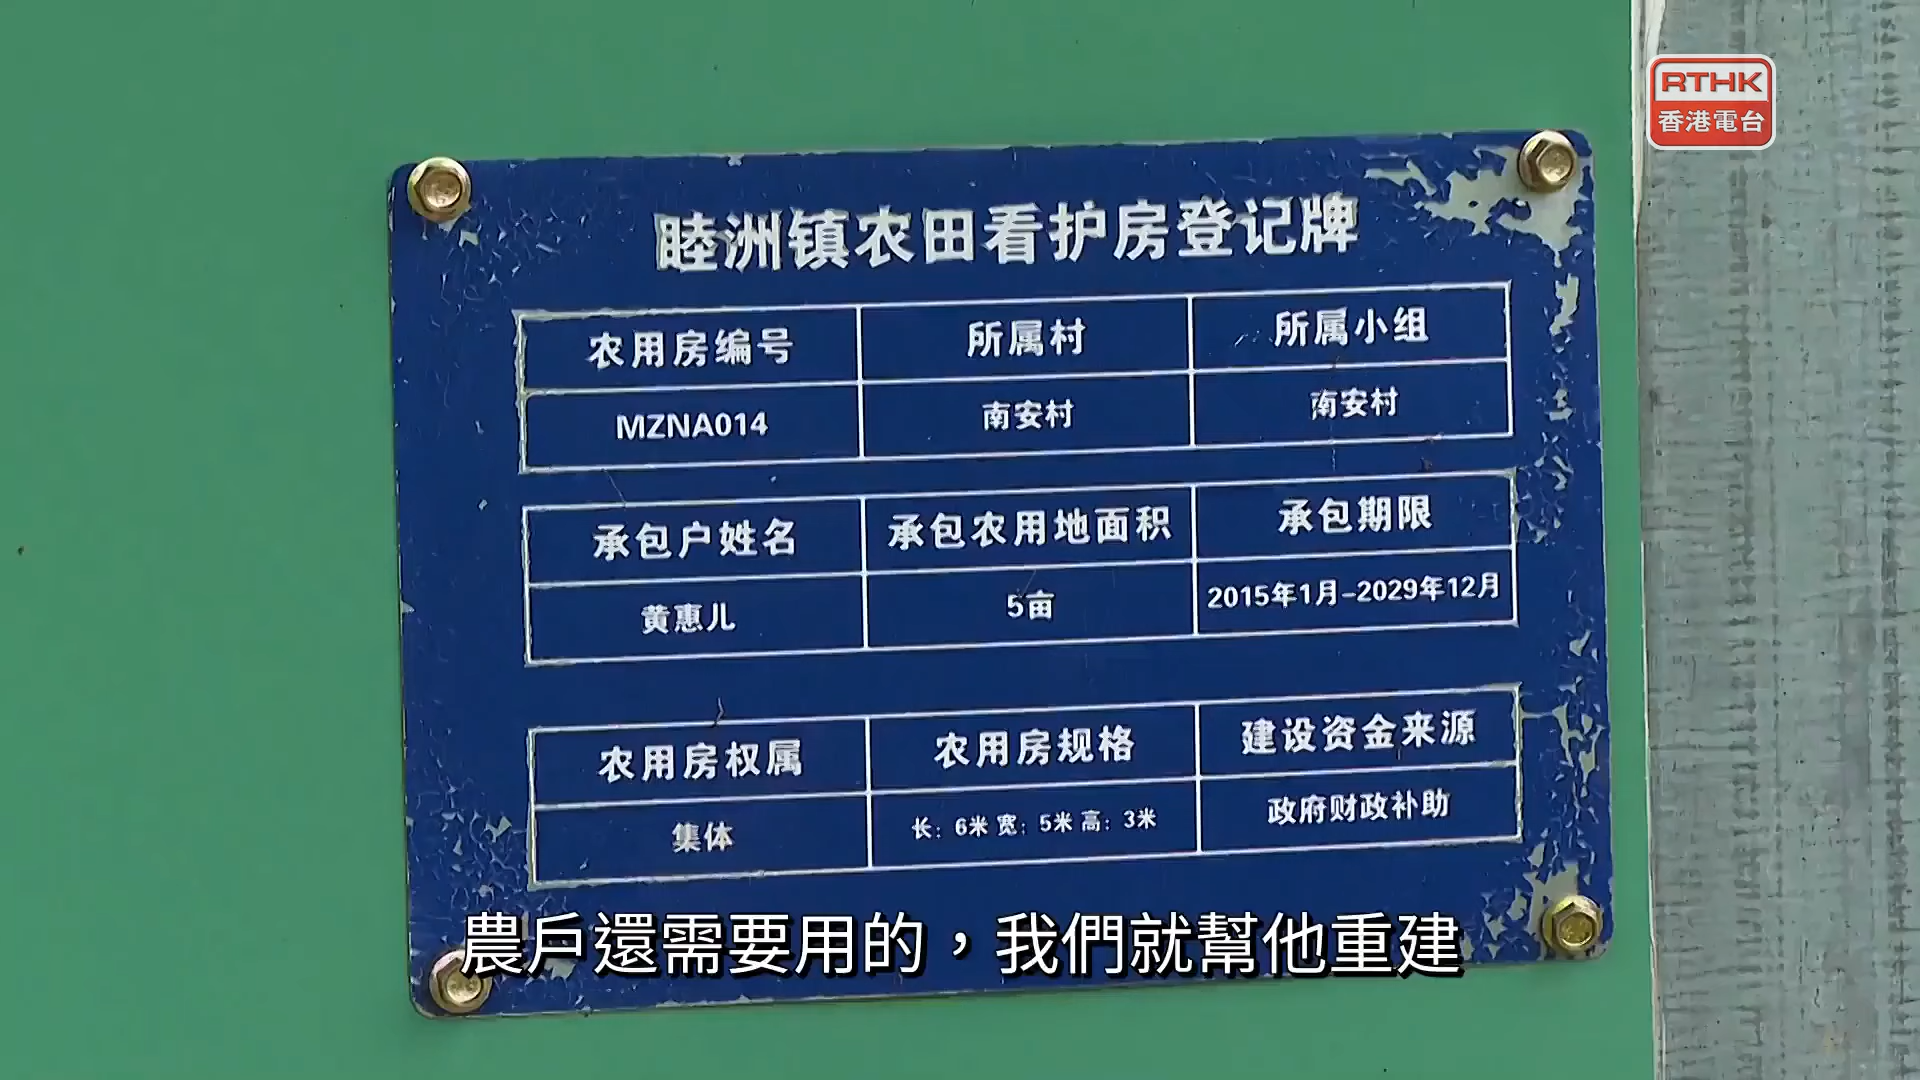 RTHK
香港電台
睦洲镇农田看护房登记牌
农用房编号 所属村 所属小组
MZNA014 南安村 南安村
承包户姓名 承包农用地面积 承包期限
黄惠儿 5亩 2015年1月-2029年12月
农用房权属 农用房规格 建设资金来源
集体 长：6米 宽：5米 高：3米 政府财政补助
農戶還需要用的，我們就幫他重建